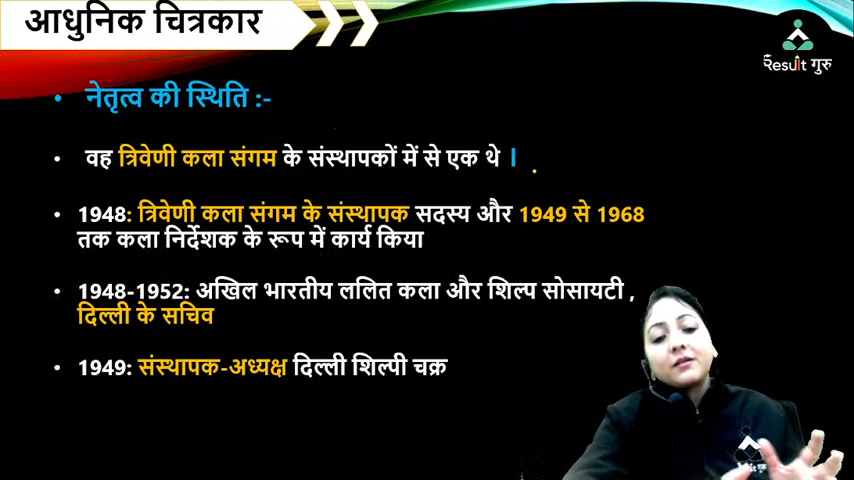 आधुनिक चित्रकार
Result गुरु
• नेतृत्व की स्थिति :-
• वह त्रिवेणी कला संगम के संस्थापकों में से एक थे ।
• 1948: त्रिवेणी कला संगम के संस्थापक सदस्य और 1949 से 1968
तक कला निर्देशक के रूप में कार्य किया
• 1948-1952: अखिल भारतीय ललित कला और शिल्प सोसायटी ,
दिल्ली के सचिव
• 1949: संस्थापक-अध्यक्ष दिल्ली शिल्पी चक्र